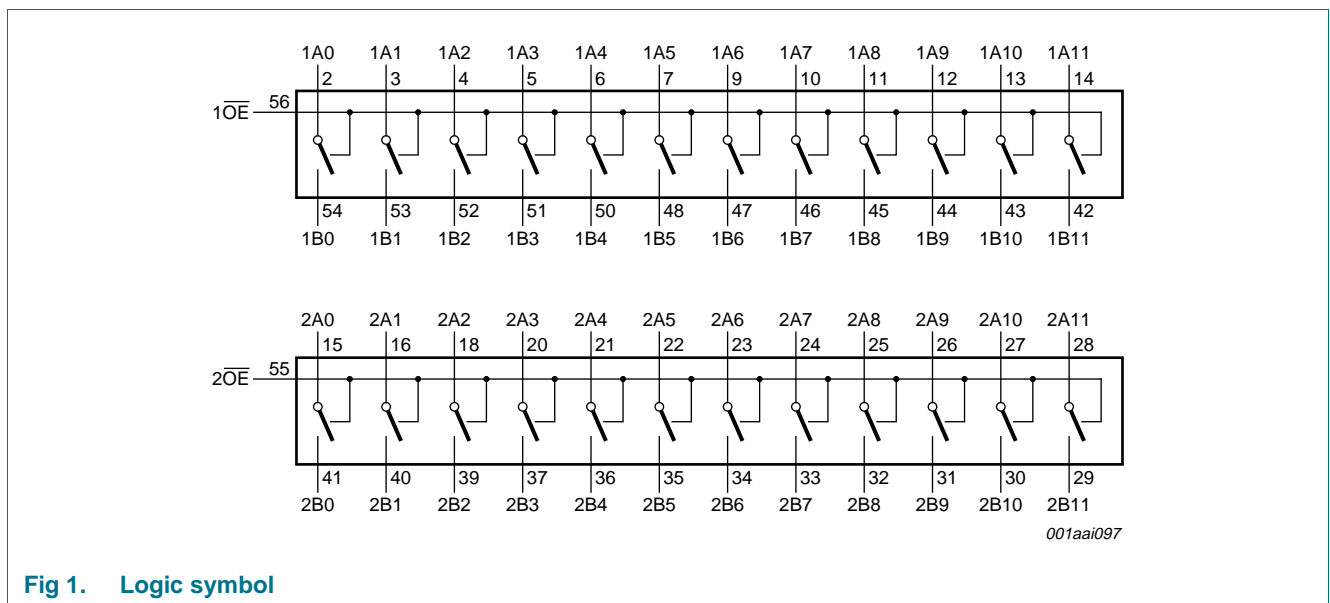 1A0 1A1 1A2 1A3 1A4 1A5 1A6 1A7 1A8 1A9 1A10 1A11
2 3 4 5 6 7 9 10 11 12 13 14
1O̅E̅ 56
54 53 52 51 50 48 47 46 45 44 43 42
1B0 1B1 1B2 1B3 1B4 1B5 1B6 1B7 1B8 1B9 1B10 1B11
2A0 2A1 2A2 2A3 2A4 2A5 2A6 2A7 2A8 2A9 2A10 2A11
15 16 18 20 21 22 23 24 25 26 27 28
2O̅E̅ 55
41 40 39 37 36 35 34 33 32 31 30 29
2B0 2B1 2B2 2B3 2B4 2B5 2B6 2B7 2B8 2B9 2B10 2B11
001aai097
Fig 1. Logic symbol